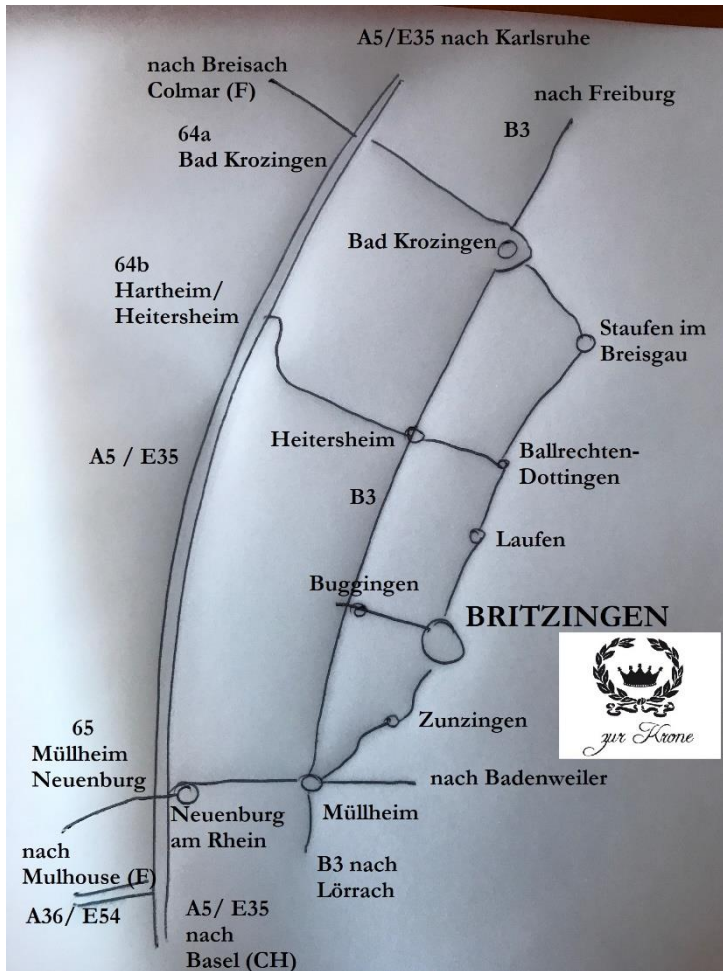 A5/E35 nach Karlsruhe
nach Breisach
Colmar (F)
nach Freiburg
B3
64a
Bad Krozingen
Bad Krozingen
64b
Hartheim/
Heitersheim
Staufen im
Breisgau
Heitersheim
A5 / E35
Ballrechten-
Dottingen
B3
Laufen
Buggingen
BRITZINGEN
zur Krone
Zunzingen
65
Müllheim
Neuenburg
nach Badenweiler
Neuenburg
am Rhein
Müllheim
nach
Mulhouse (E)
B3 nach
Lörrach
A36/ E54
A5/ E35
nach
Basel (CH)